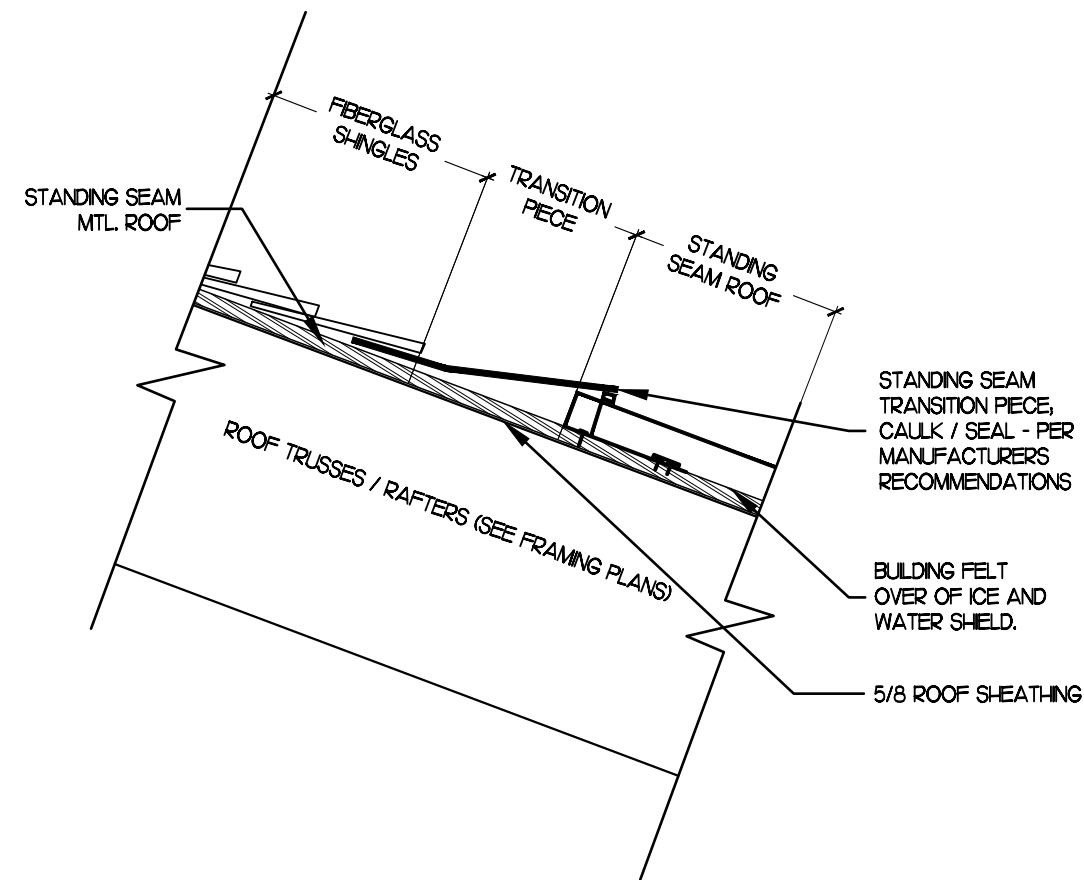 FIBERGLASS
SHINGLES
TRANSITION
PIECE
STANDING
SEAM ROOF
STANDING SEAM
MTL. ROOF
STANDING SEAM
TRANSITION PIECE,
CAULK / SEAL - PER
MANUFACTURERS
RECOMMENDATIONS
ROOF TRUSSES / RAFTERS (SEE FRAMING PLANS)
BUILDING FELT
OVER OF ICE AND
WATER SHIELD.
5/8 ROOF SHEATHING